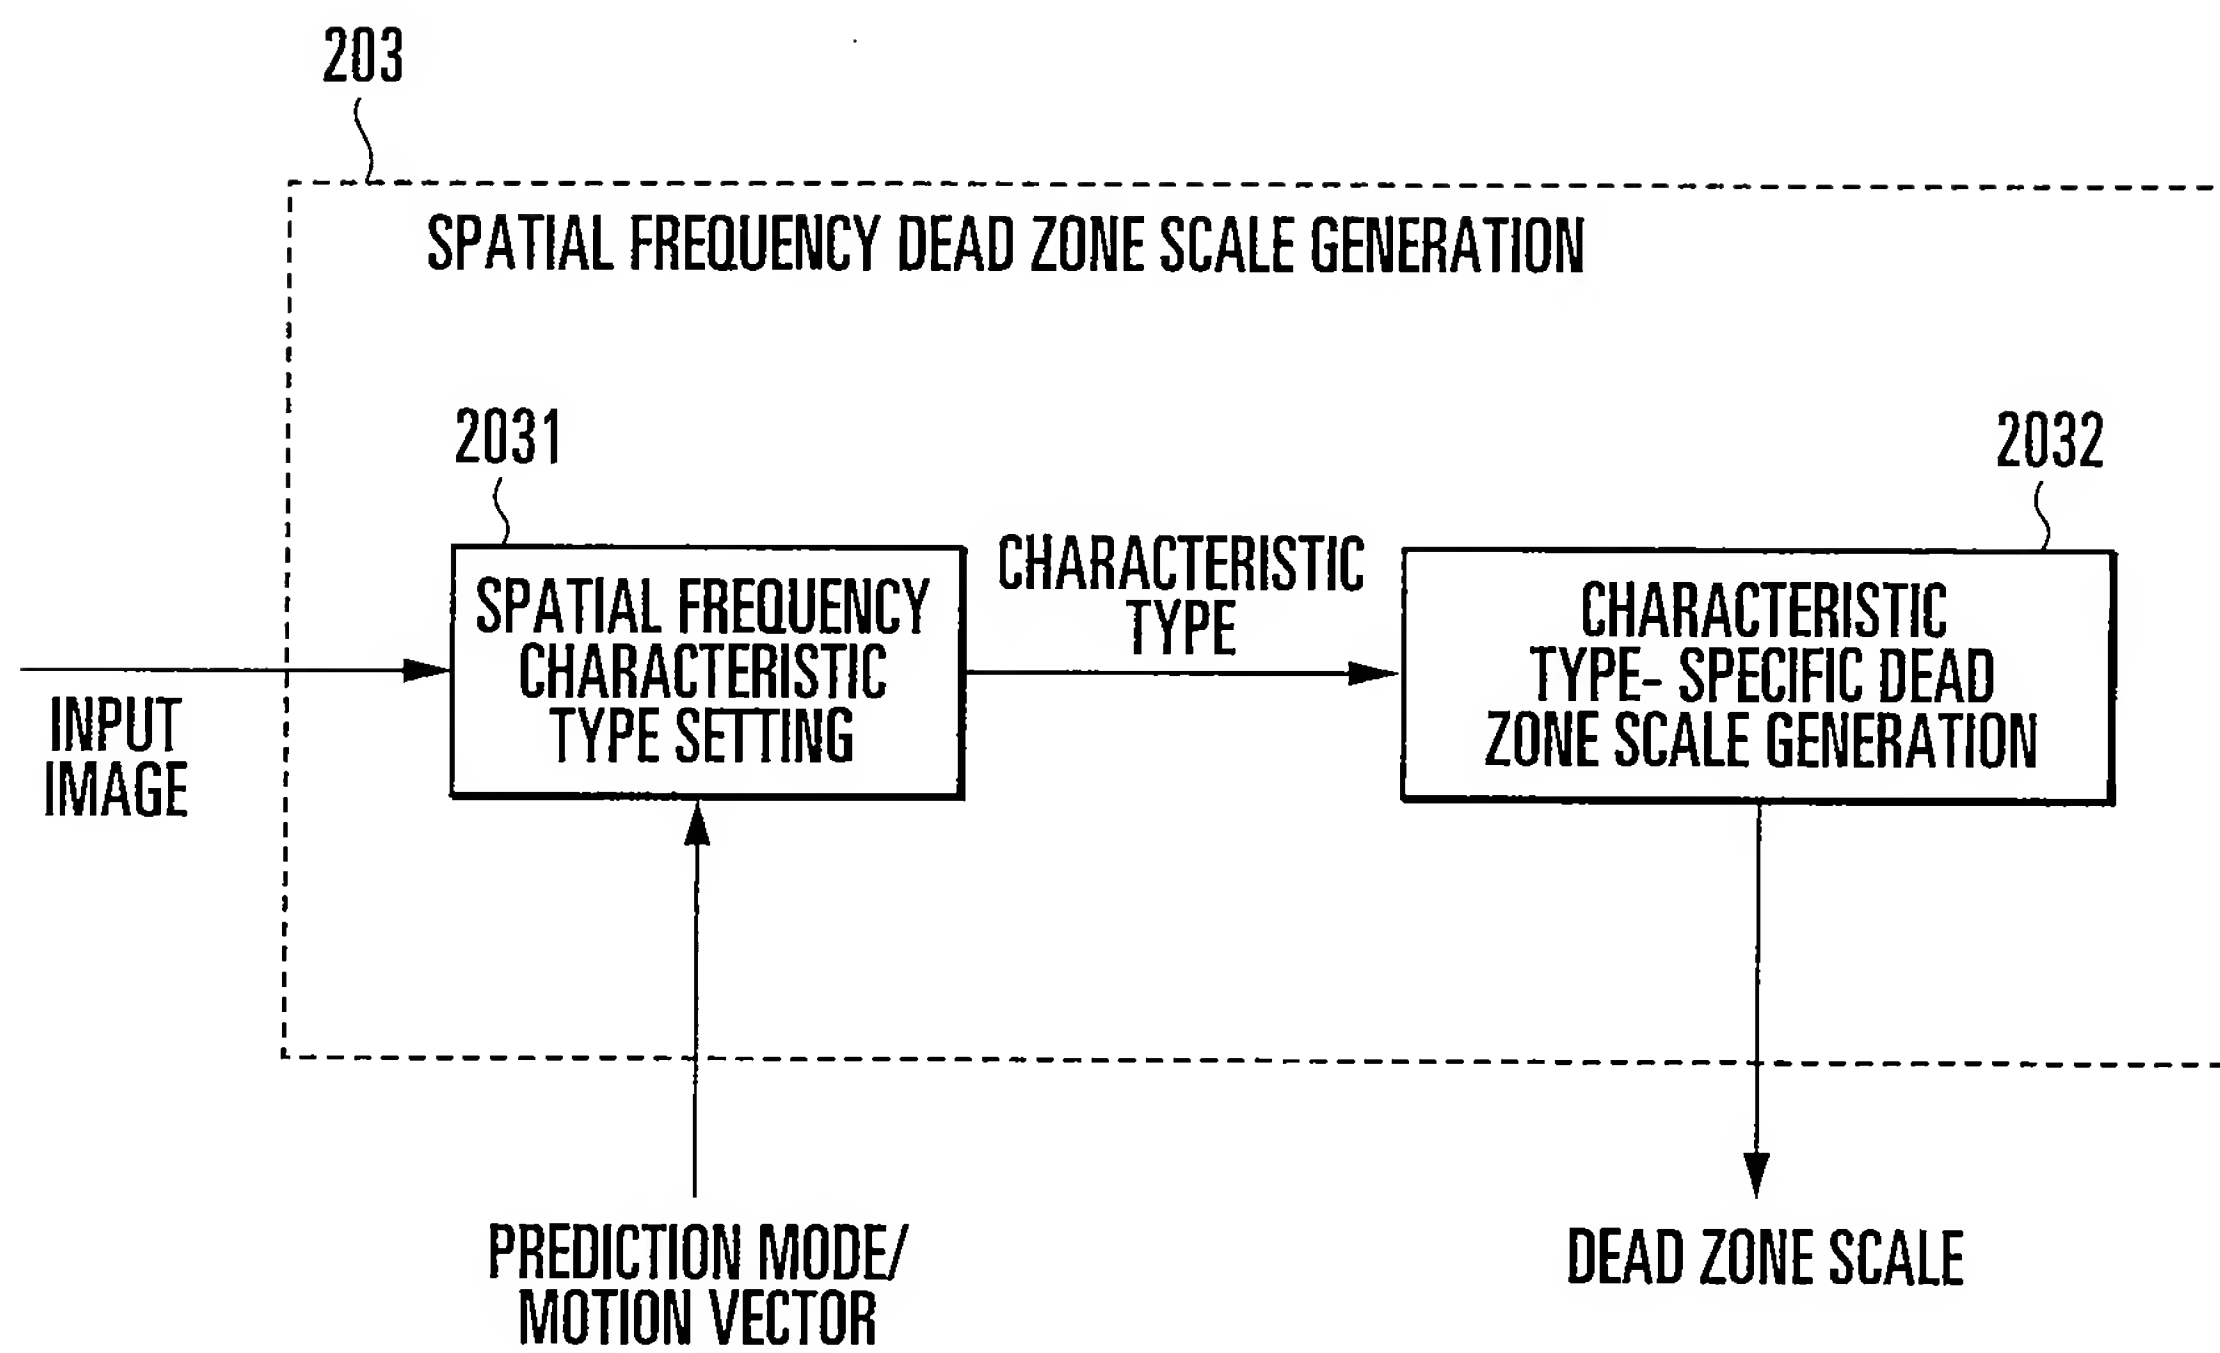 203
SPATIAL FREQUENCY DEAD ZONE SCALE GENERATION
2031
2032
SPATIAL FREQUENCY
CHARACTERISTIC
TYPE SETTING
CHARACTERISTIC
TYPE
CHARACTERISTIC
TYPE- SPECIFIC DEAD
ZONE SCALE GENERATION
INPUT
IMAGE
PREDICTION MODE/
MOTION VECTOR
DEAD ZONE SCALE